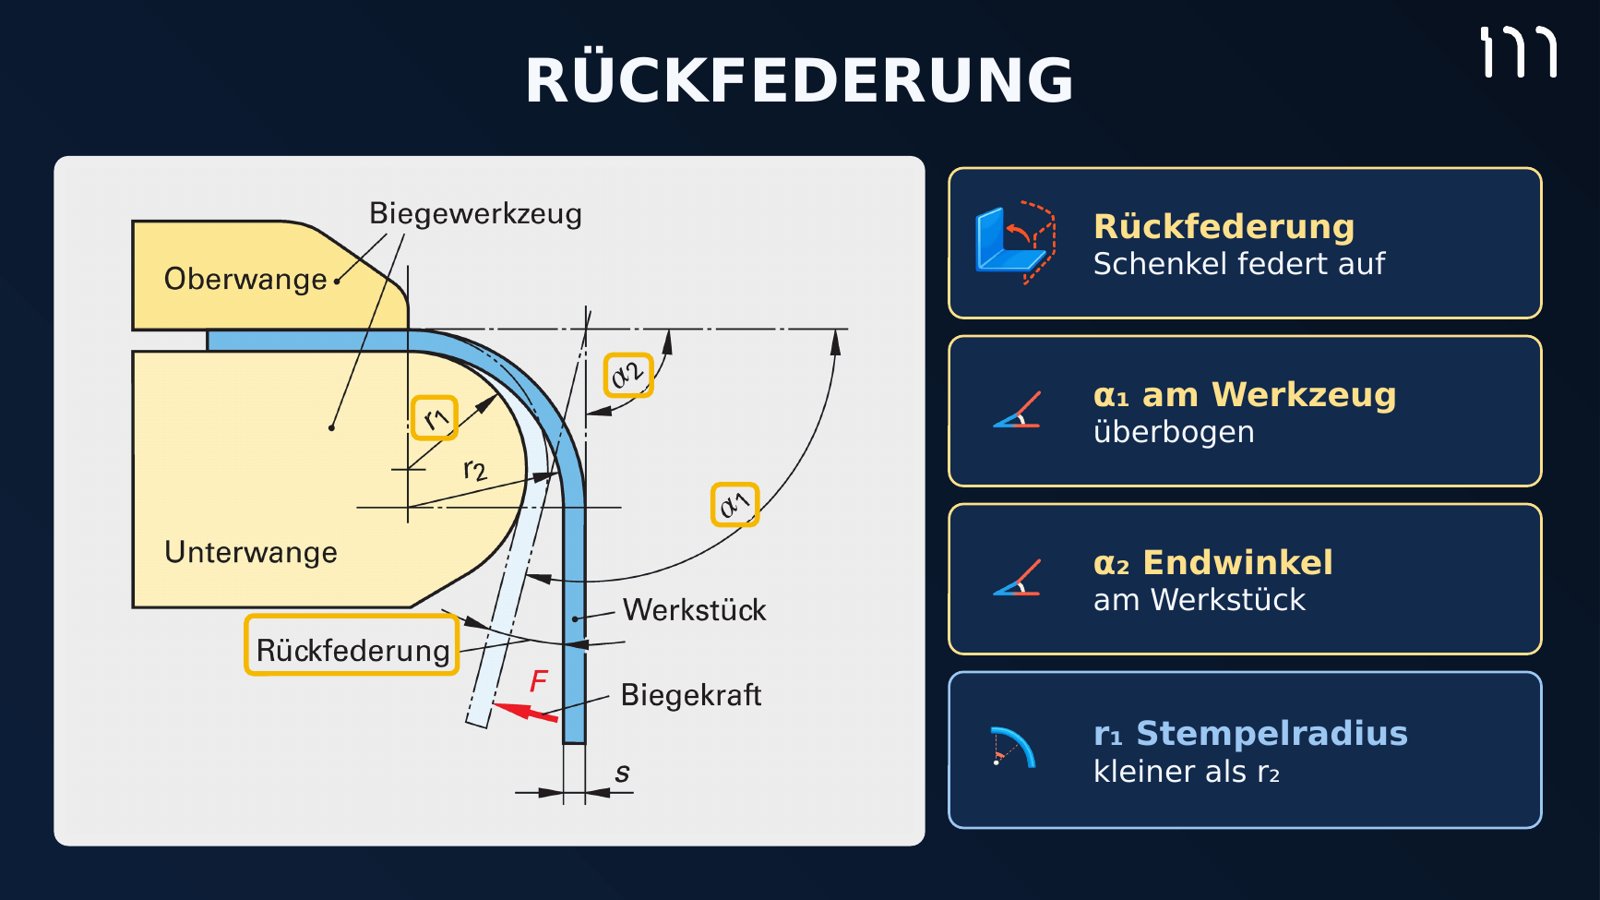 m
RÜCKFEDERUNG
Biegewerkzeug
Oberwange
α2
r1
r2
α1
Unterwange
Werkstück
Rückfederung
F
Biegekraft
s
Rückfederung
Schenkel federt auf
α₁ am Werkzeug
überbogen
α₂ Endwinkel
am Werkstück
r₁ Stempelradius
kleiner als r₂